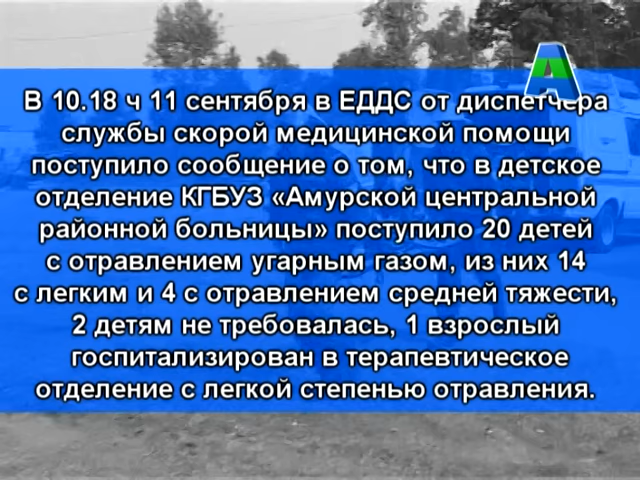 А
В 10.18 ч 11 сентября в ЕДДС от диспетчера
службы скорой медицинской помощи
поступило сообщение о том, что в детское
отделение КГБУЗ «Амурской центральной
районной больницы» поступило 20 детей
с отравлением угарным газом, из них 14
с легким и 4 с отравлением средней тяжести,
2 детям не требовалась, 1 взрослый
госпитализирован в терапевтическое
отделение с легкой степенью отравления.